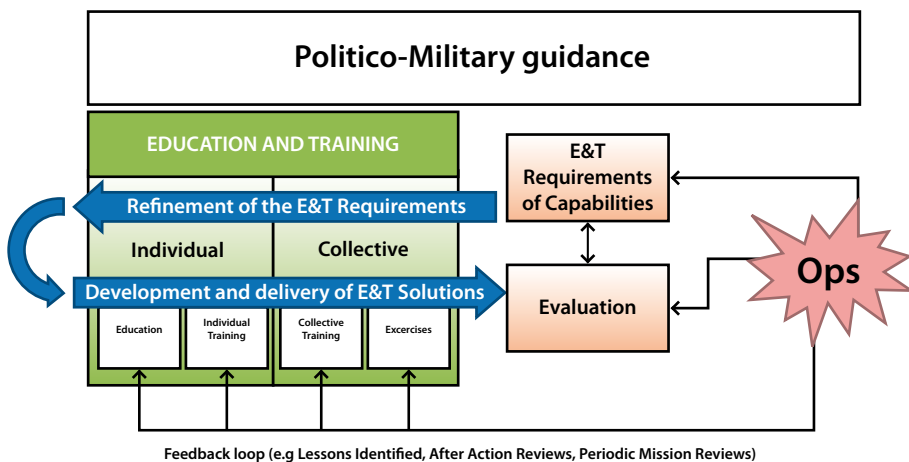 Politico-Military guidance
EDUCATION AND TRAINING
E&T
Requirements
of Capabilities
Refinement of the E&T Requirements
Individual
Collective
Ops
Development and delivery of E&T Solutions
Evaluation
Education
Individual
Training
Collective
Training
Excercises
Feedback loop (e.g Lessons Identified, After Action Reviews, Periodic Mission Reviews)